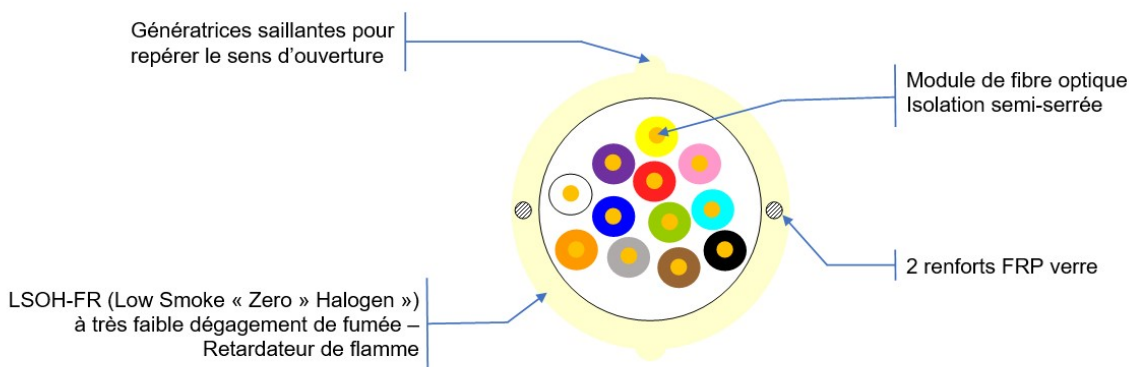 Génératrices saillantes pour
repérer le sens d’ouverture
Module de fibre optique
Isolation semi-serrée
2 renforts FRP verre
LSOH-FR (Low Smoke « Zero » Halogen »)
à très faible dégagement de fumée –
Retardateur de flamme